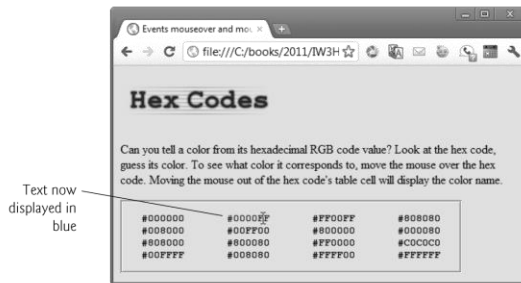 Events mouseover and mou
file:///C:/books/2011/IW3H
Hex Codes
Can you tell a color from its hexadecimal RGB code value? Look at the hex code,
guess its color. To see what color it corresponds to, move the mouse over the hex
code. Moving the mouse out of the hex code's table cell will display the color name.
Text now
displayed in
blue
#000000 #0000FF #FF00FF #808080
#008000 #00FF00 #800000 #000080
#808000 #800080 #FF0000 #C0C0C0
#00FFFF #008080 #FFFF00 #FFFFFF